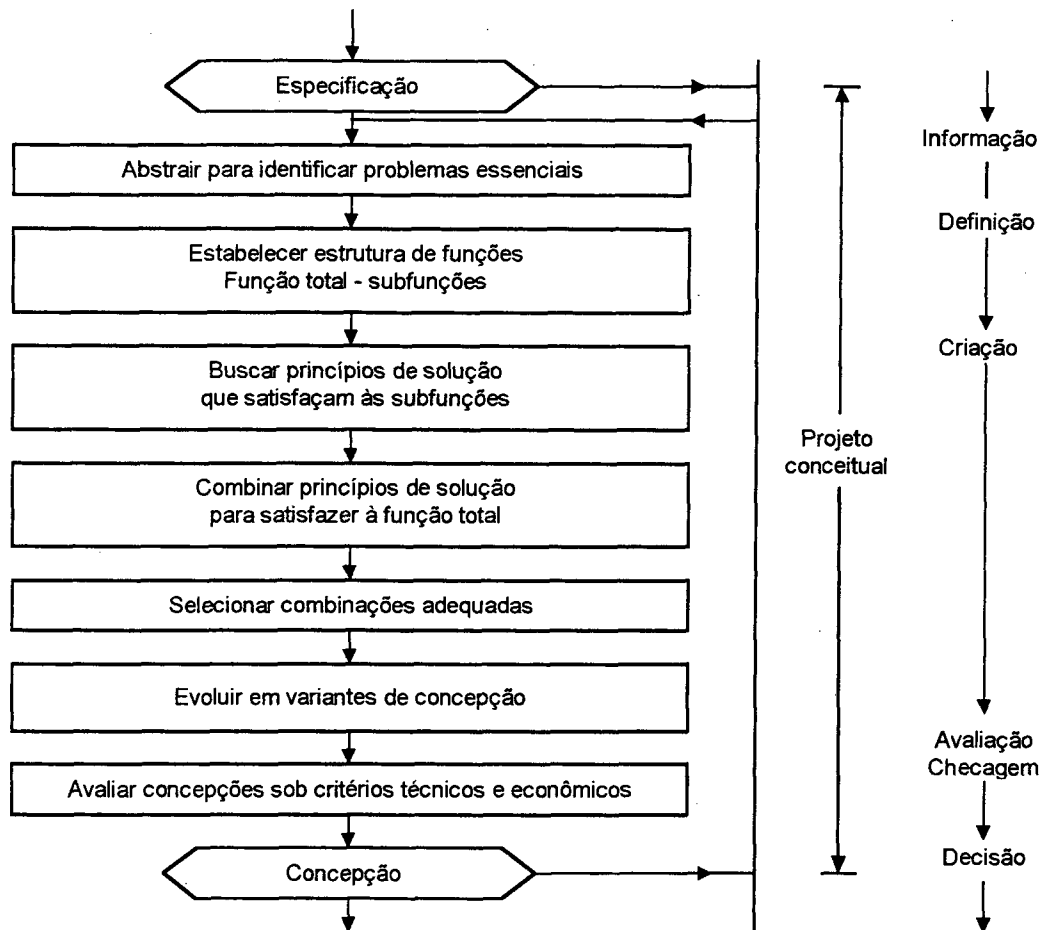 Especificação
Abstrair para identificar problemas essenciais
Estabelecer estrutura de funções
Função total - subfunções
Buscar princípios de solução
que satisfaçam às subfunções
Combinar princípios de solução
para satisfazer à função total
Selecionar combinações adequadas
Evoluir em variantes de concepção
Avaliar concepções sob critérios técnicos e econômicos
Concepção
Projeto
conceitual
Informação
Definição
Criação
Avaliação
Checagem
Decisão